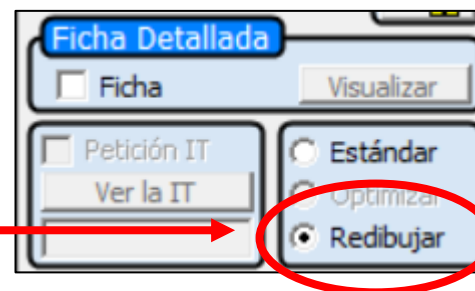 Ficha Detallada
Ficha
Visualizar
Petición IT
Ver la IT
Estándar
Optimizar
Redibujar